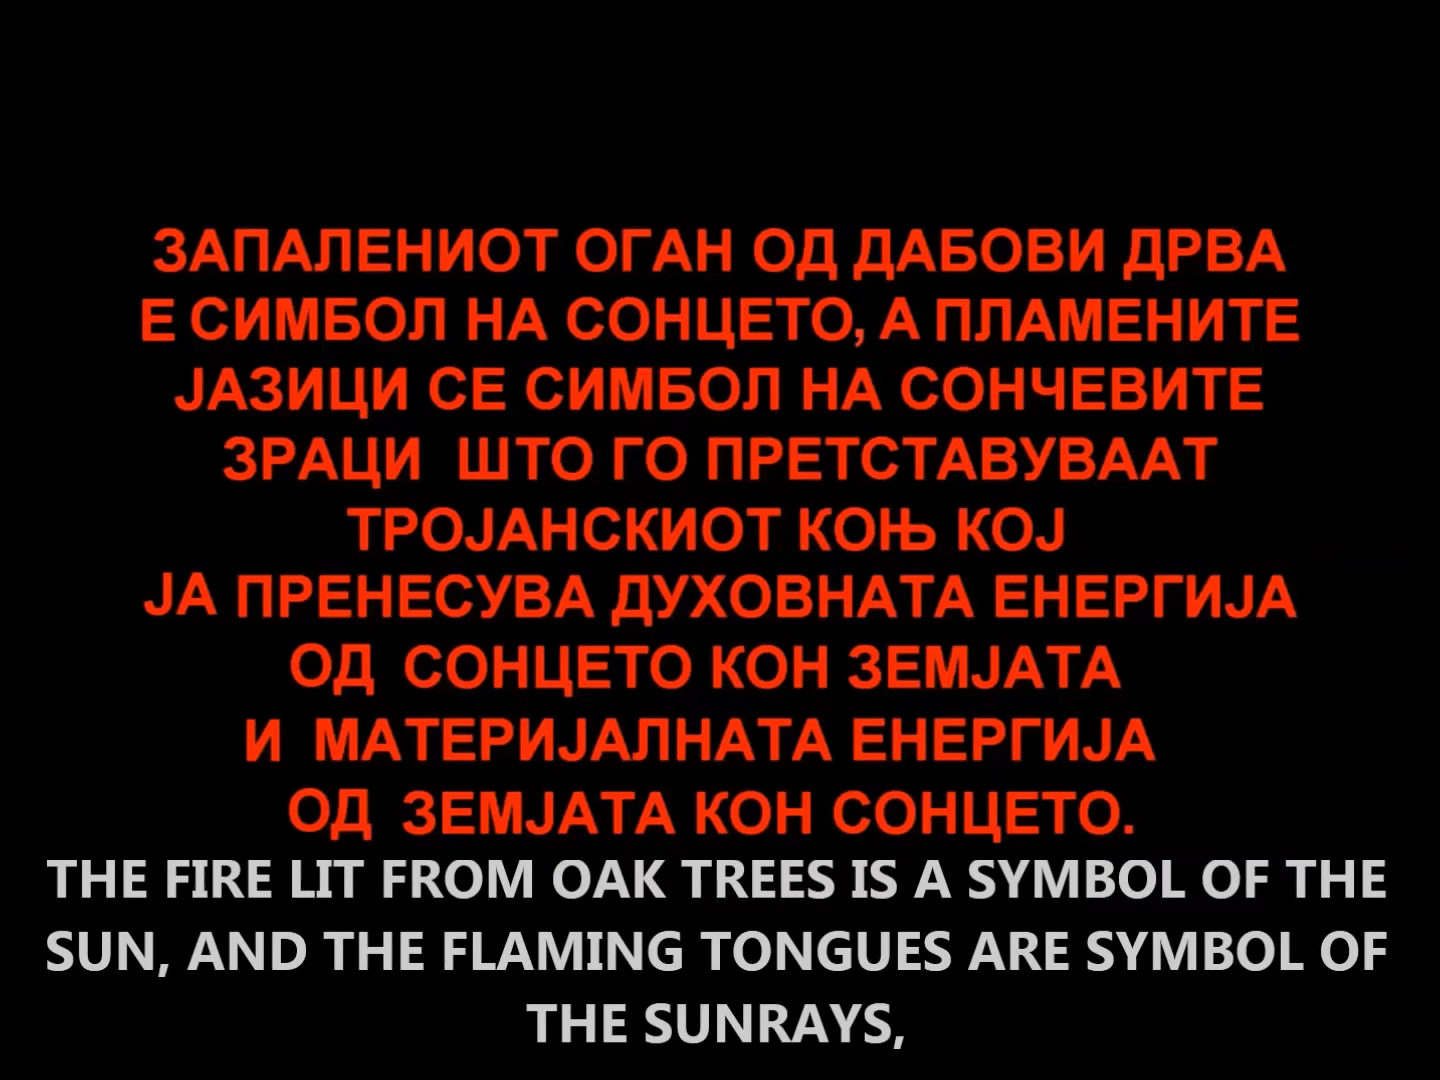 ЗАПАЛЕНИОТ ОГАН ОД ДАБОВИ ДРВА
Е СИМБОЛ НА СОНЦЕТО, А ПЛАМЕНИТЕ
ЈАЗИЦИ СЕ СИМБОЛ НА СОНЧЕВИТЕ
ЗРАЦИ ШТО ГО ПРЕТСТАВУВААТ
ТРОЈАНСКИОТ КОЊ КОЈ
ЈА ПРЕНЕСУВА ДУХОВНАТА ЕНЕРГИЈА
ОД СОНЦЕТО КОН ЗЕМЈАТА
И МАТЕРИЈАЛНАТА ЕНЕРГИЈА
ОД ЗЕМЈАТА КОН СОНЦЕТО.
THE FIRE LIT FROM OAK TREES IS A SYMBOL OF THE
SUN, AND THE FLAMING TONGUES ARE SYMBOL OF
THE SUNRAYS,